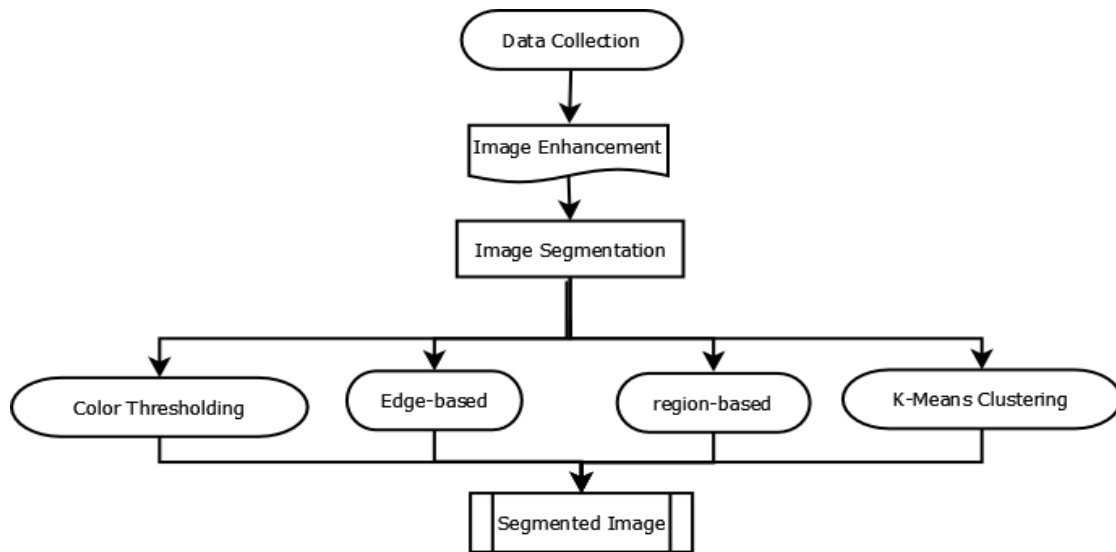 Data Collection
Image Enhancement
Image Segmentation
Color Thresholding
Edge-based
region-based
K-Means Clustering
Segmented Image